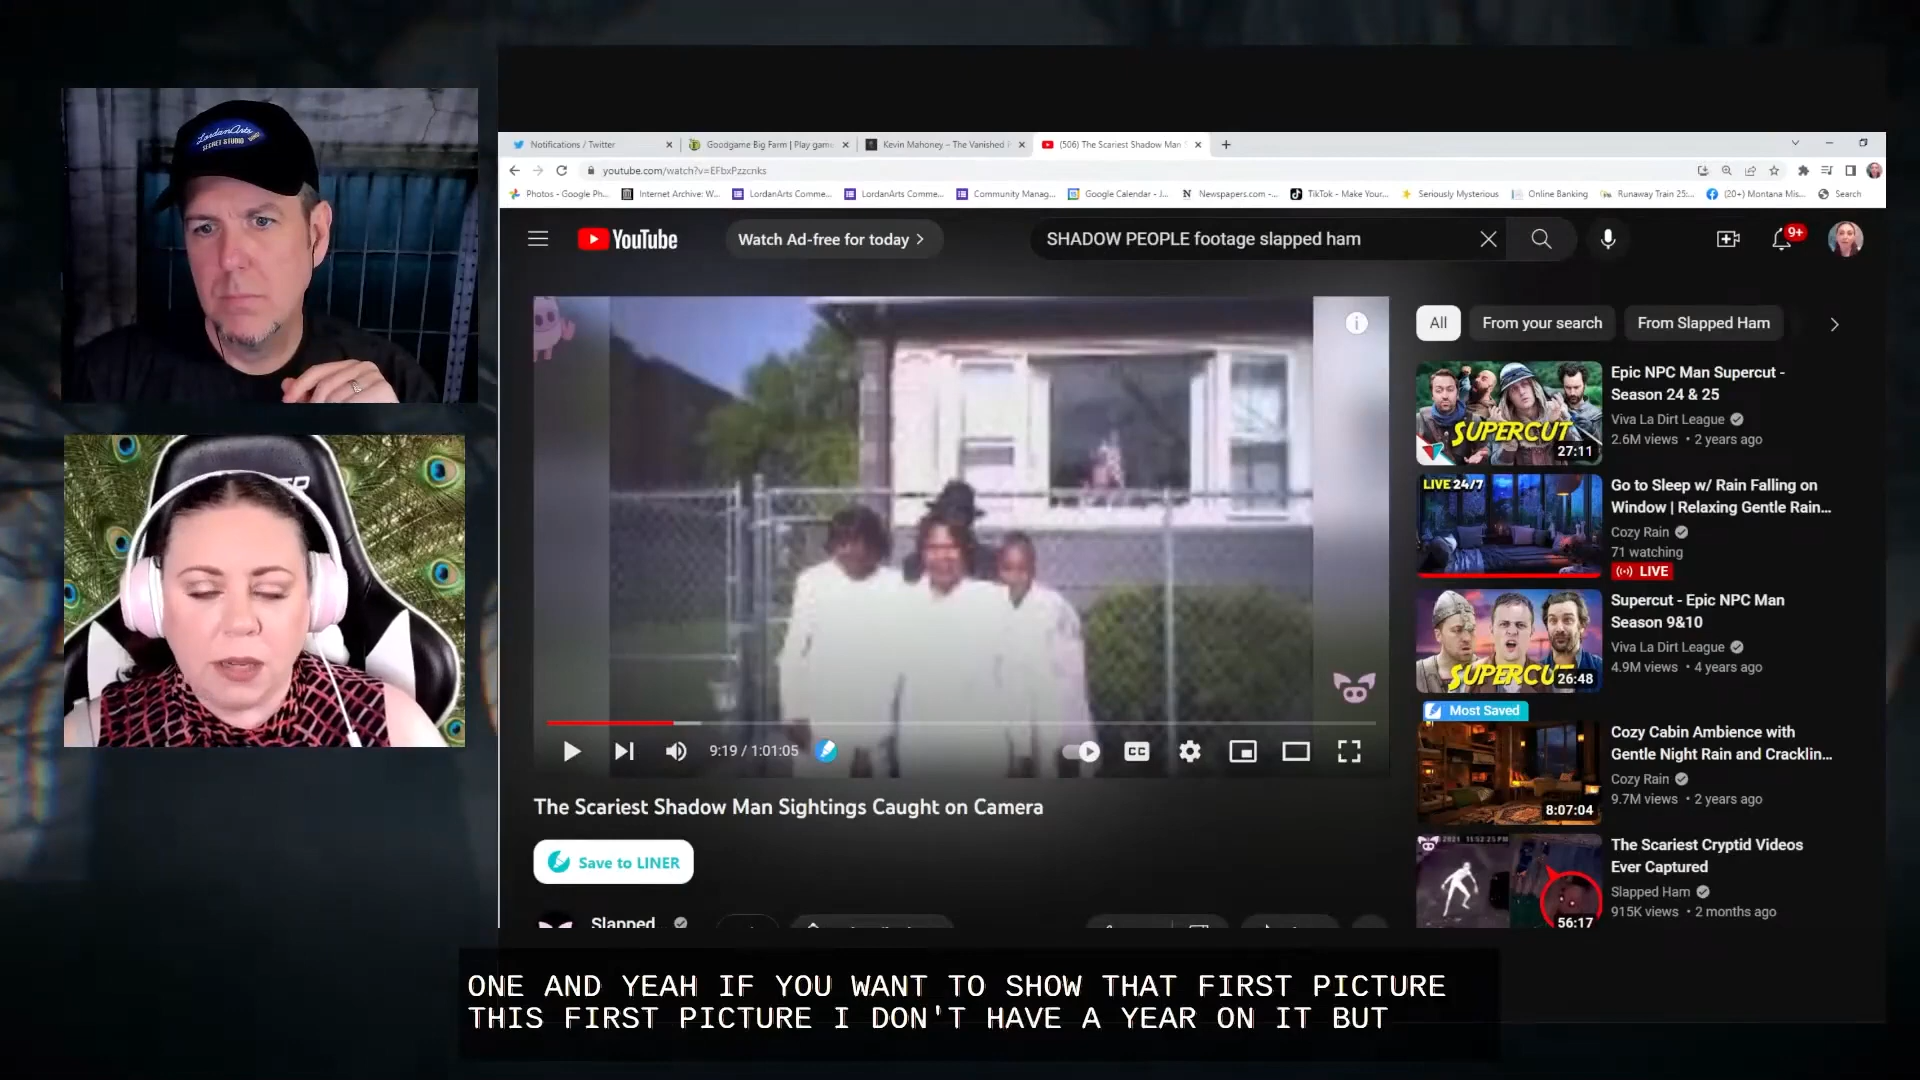 LordanArts
SECRET STUDIO
Notifications / Twitter
Goodgame Big Farm | Play game
Kevin Mahoney – The Vanished
(506) The Scariest Shadow Man
youtube.com/watch?v=EFbxPzzcnks
Photos - Google Ph...
Internet Archive: W...
LordanArts Comme...
LordanArts Comme...
Community Manag...
Google Calendar - J...
Newspapers.com -...
TikTok - Make Your...
Seriously Mysterious
Online Banking
Runaway Train 25:...
(20+) Montana Mis...
Search
YouTube
Watch Ad-free for today
SHADOW PEOPLE footage slapped ham
9+
All
From your search
From Slapped Ham
SUPERCUT
27:11
Epic NPC Man Supercut -
Season 24 & 25
Viva La Dirt League
2.6M views • 2 years ago
LIVE 24/7
Go to Sleep w/ Rain Falling on
Window | Relaxing Gentle Rain...
Cozy Rain
71 watching
LIVE
26:48
Supercut - Epic NPC Man
Season 9&10
Viva La Dirt League
4.9M views • 4 years ago
Most Saved
8:07:04
Cozy Cabin Ambience with
Gentle Night Rain and Cracklin...
Cozy Rain
9.7M views • 2 years ago
56:17
The Scariest Cryptid Videos
Ever Captured
Slapped Ham
915K views • 2 months ago
9:19 / 1:01:05
CC
The Scariest Shadow Man Sightings Caught on Camera
Save to LINER
Slapped...
ONE AND YEAH IF YOU WANT TO SHOW THAT FIRST PICTURE
THIS FIRST PICTURE I DON'T HAVE A YEAR ON IT BUT